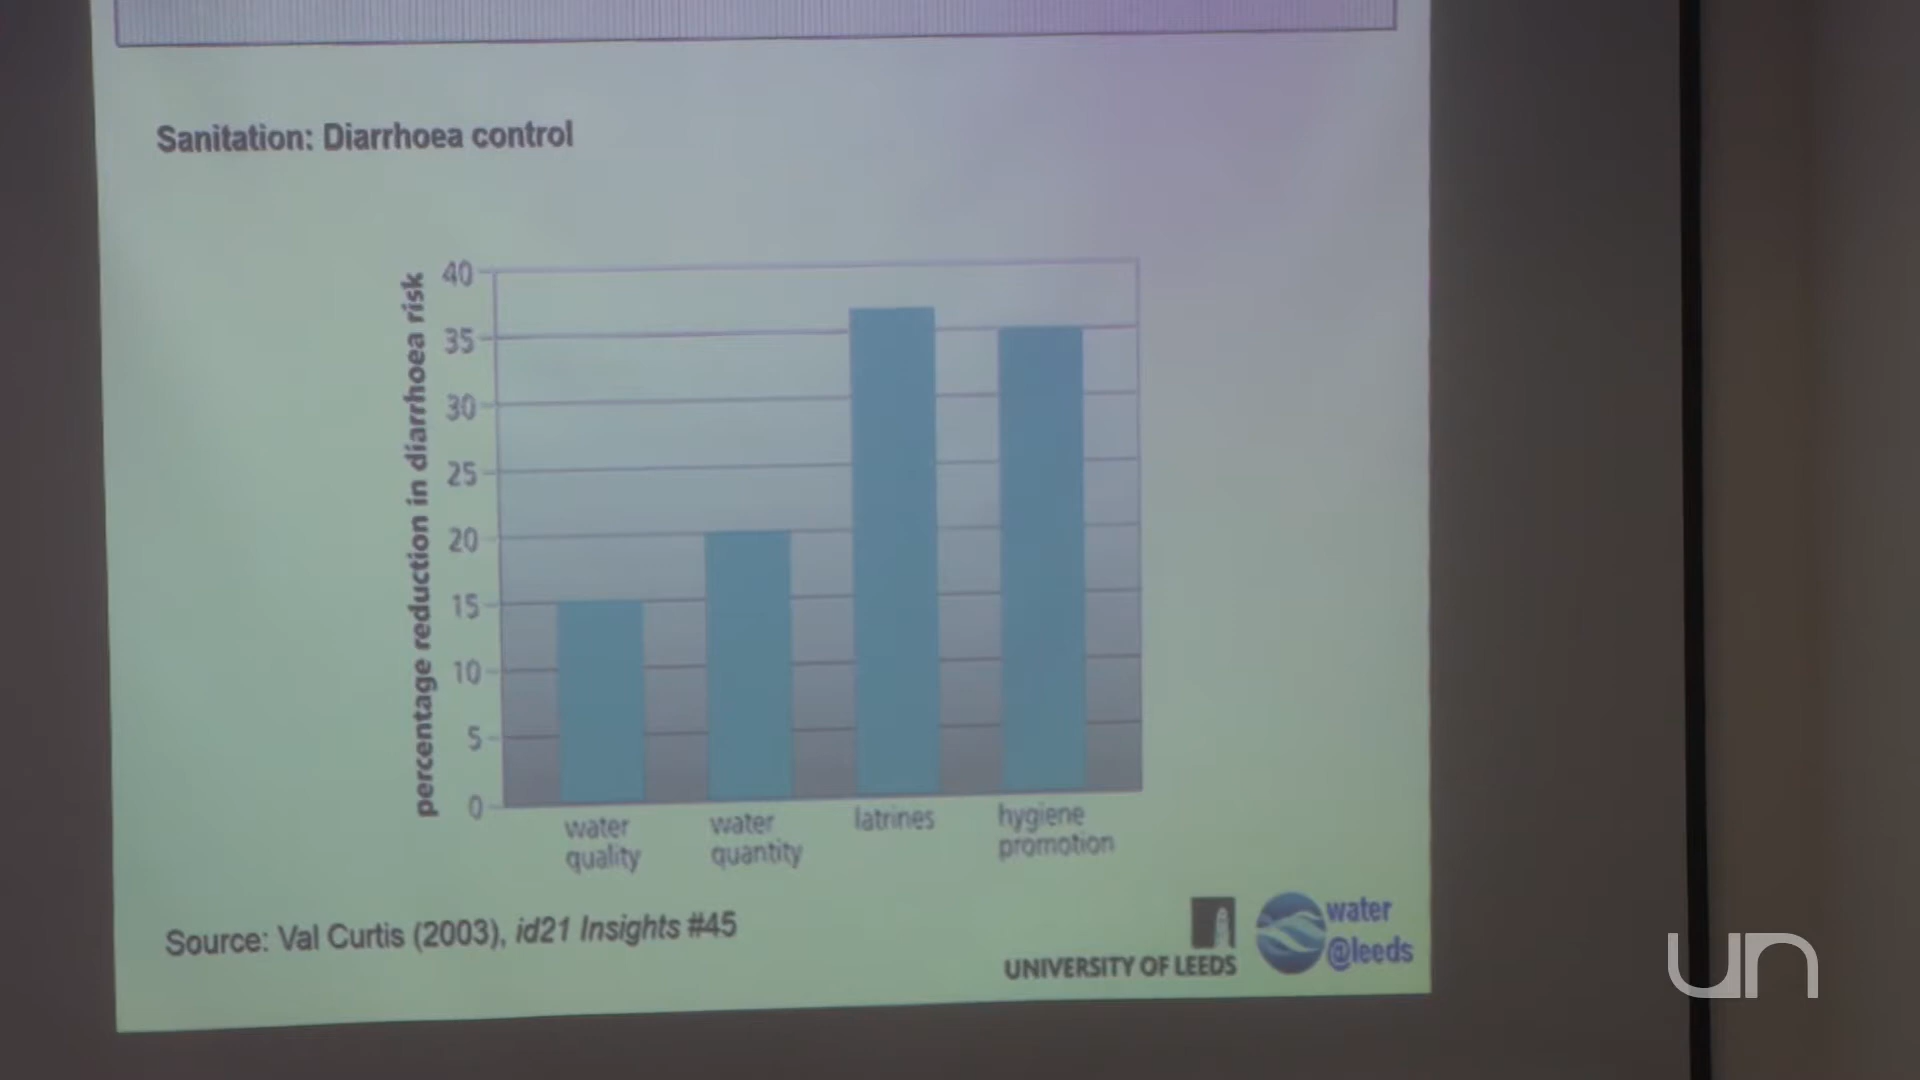 Sanitation: Diarrhoea control
percentage reduction in diarrhoea risk
40
35
30
25
20
15
10
5
0
water
quality
water
quantity
latrines
hygiene
promotion
Source: Val Curtis (2003), id21 Insights #45
UNIVERSITY OF LEEDS
water
@leeds
un